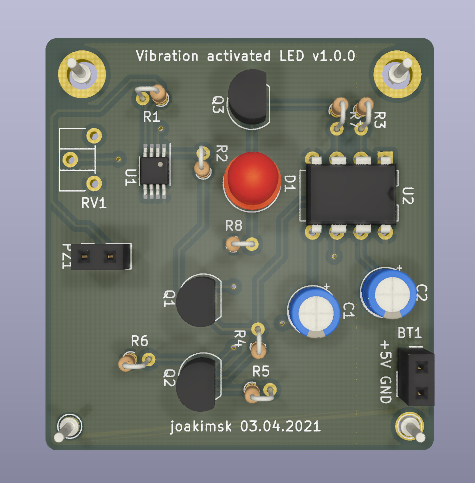 Vibration activated LED v1.0.0
Q3
R1
R7
R3
R2
U1
D1
U2
RV1
R8
PZ1
Q1
C1
C2
BT1
R6
R4
+5V GND
Q2
R5
joakimsk 03.04.2021